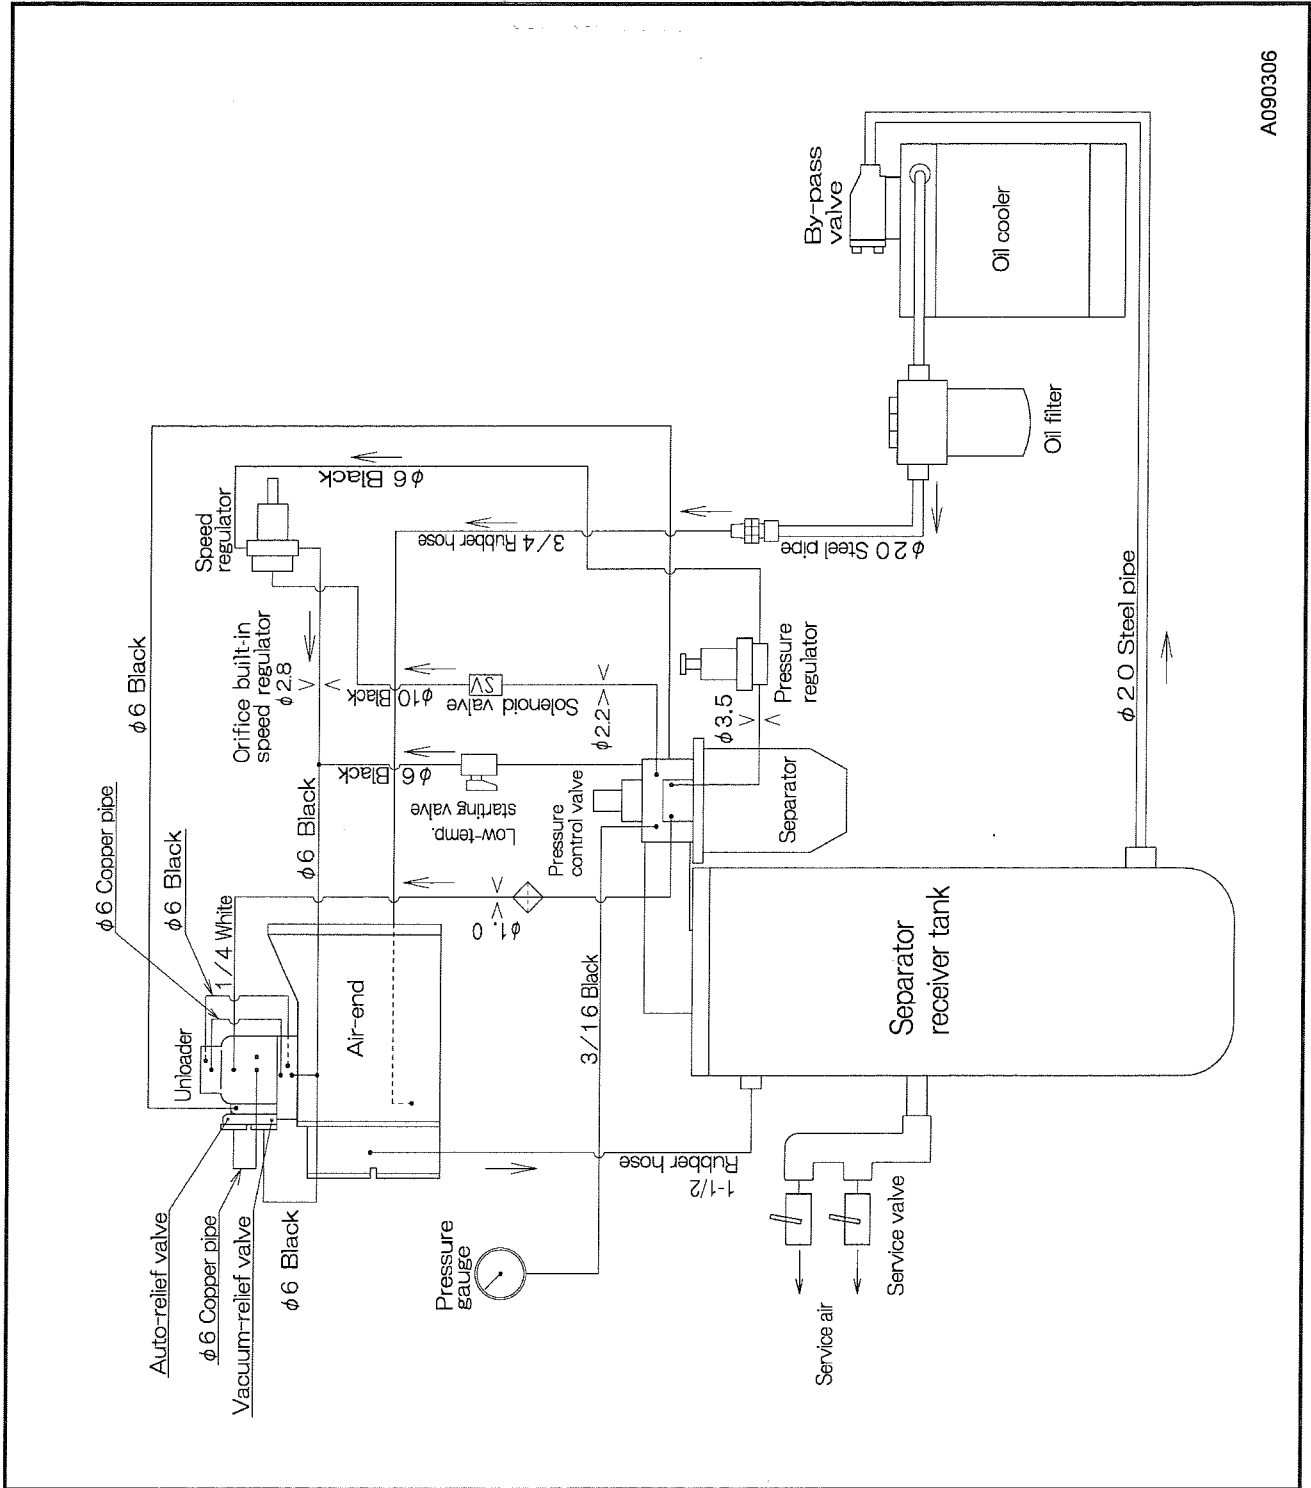 A090306
By-pass
valve
Oil cooler
Oil filter
φ20 Steel pipe
φ20 Steel pipe
3/4 Rubber hose
φ6 Black
Speed
regulator
Orifice built-in
speed regulator
φ2.8
φ10 Black
SV
Solenoid valve
φ2.2
Pressure
regulator
φ3.5
φ6 Black
φ6 Black
φ6
Black
Low-temp.
starting valve
Pressure
control valve
Separator
φ6 Copper pipe
φ6 Black
1/4 White
φ1.0
3/16 Black
Unloader
Air-end
Separator
receiver tank
1-1/2
Rubber hose
Auto-relief valve
φ6 Copper pipe
Vacuum-relief valve
φ6 Black
Pressure
gauge
Service valve
Service air